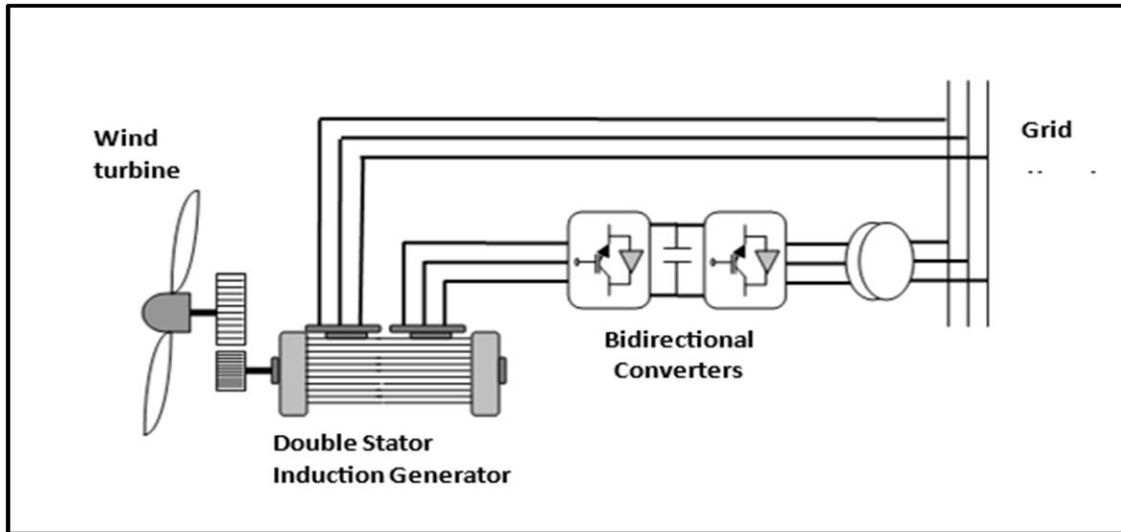 Wind
turbine
Grid
Bidirectional
Converters
Double Stator
Induction Generator